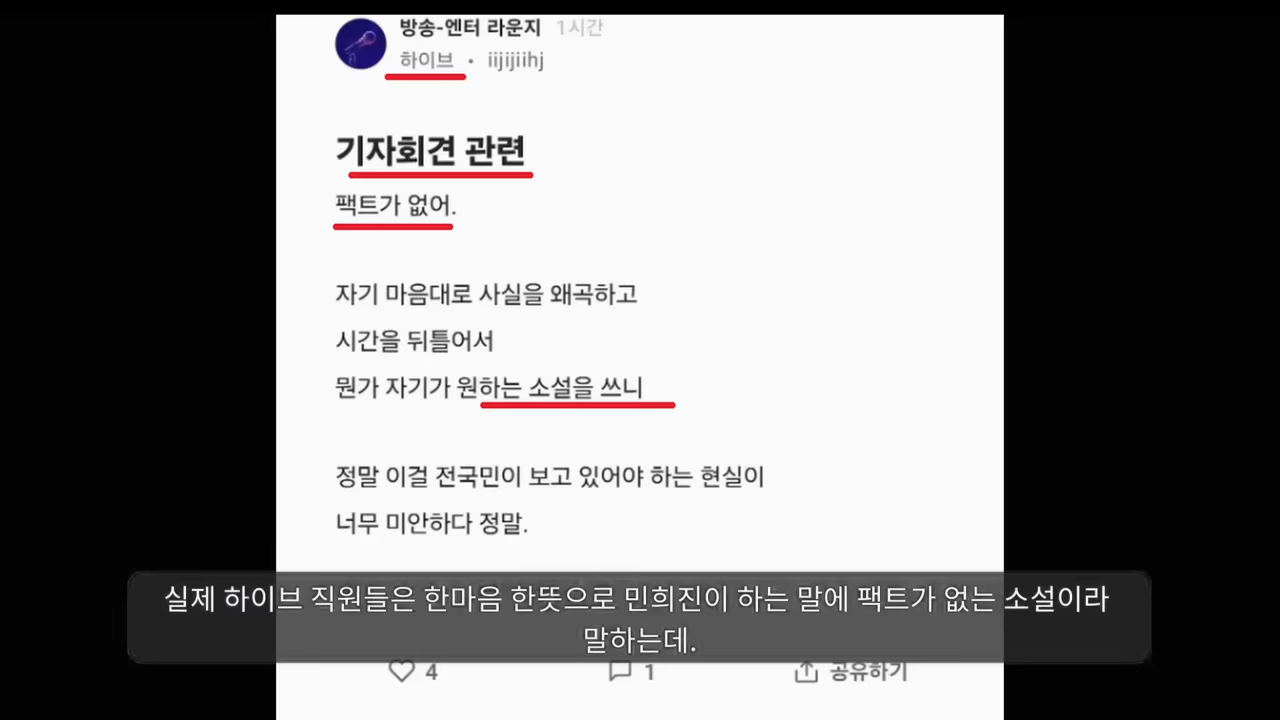 방송-엔터 라운지 1시간
하이브 • iijijiihj
기자회견 관련
팩트가 없어.
자기 마음대로 사실을 왜곡하고
시간을 뒤틀어서
뭔가 자기가 원하는 소설을 쓰니
정말 이걸 전국민이 보고 있어야 하는 현실이
너무 미안하다 정말.
실제 하이브 직원들은 한마음 한뜻으로 민희진이 하는 말에 팩트가 없는 소설이라
말하는데.
4 1 공유하기